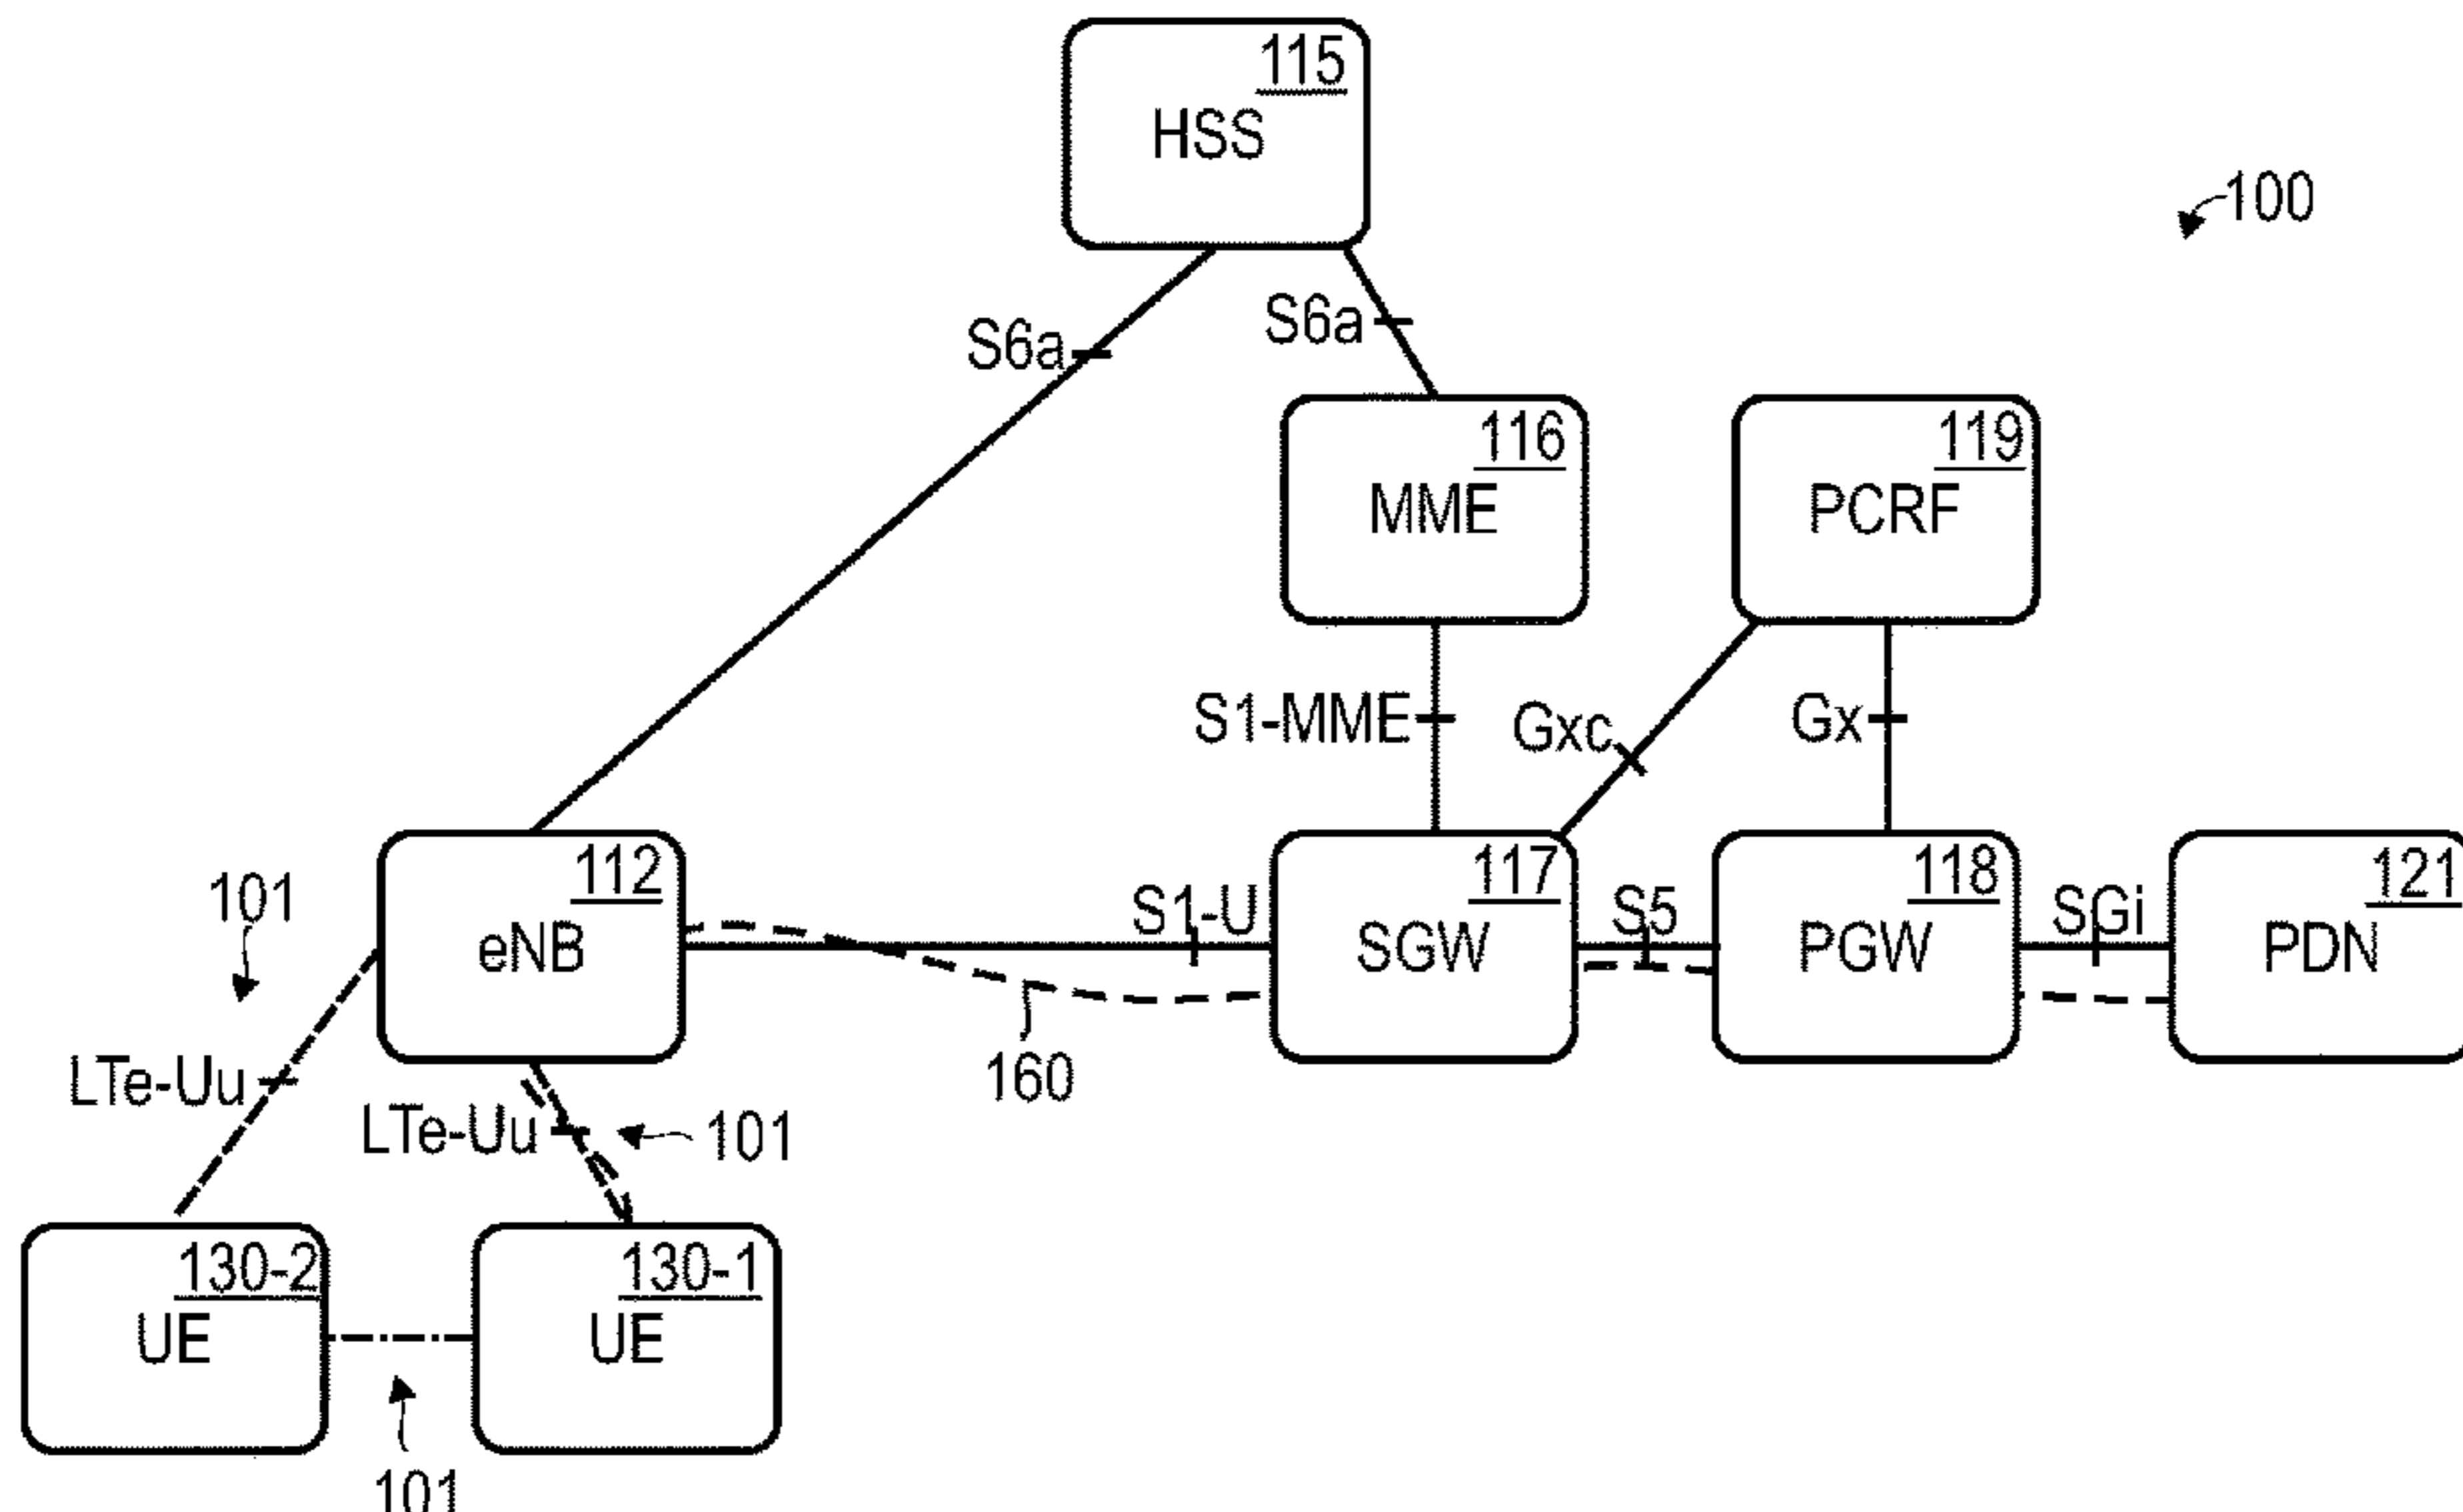 115
HSS
100
S6a
S6a
116
MME
119
PCRF
S1-MME
Gxc
Gx
112
eNB
101
S1-U
117
SGW
S5
118
PGW
SGi
121
PDN
160
LTe-Uu
LTe-Uu
101
130-2
UE
130-1
UE
101